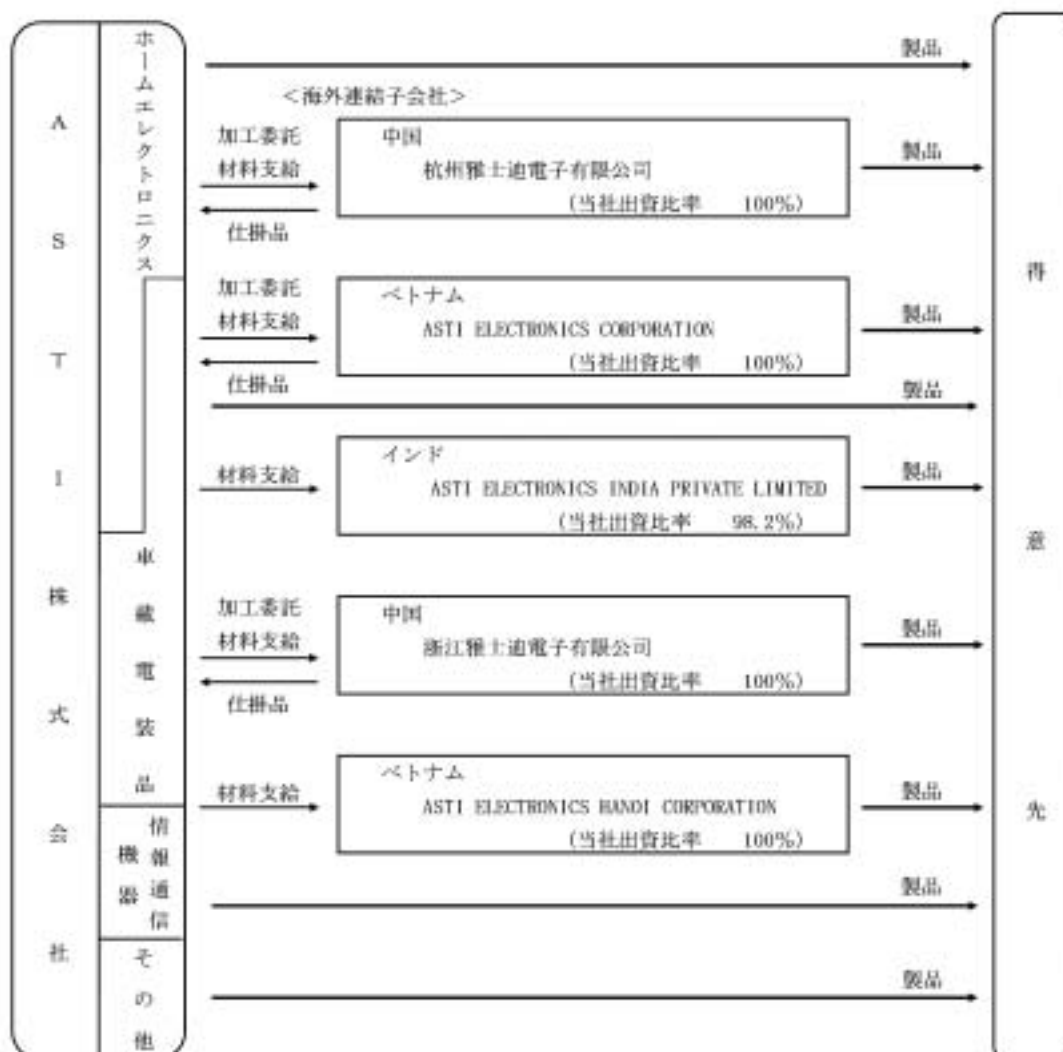 ASTI株式会社
ホームエレクトロニクス
車載電装品
情報通信機器
その他
製品
<海外連結子会社>
加工委託
材料支給
仕掛品
中国
杭州雅士迪電子有限公司
(当社出資比率 100%)
製品
加工委託
材料支給
仕掛品
ベトナム
ASTI ELECTRONICS CORPORATION
(当社出資比率 100%)
製品
製品
材料支給
インド
ASTI ELECTRONICS INDIA PRIVATE LIMITED
(当社出資比率 98.2%)
製品
加工委託
材料支給
仕掛品
中国
浙江雅士迪電子有限公司
(当社出資比率 100%)
製品
材料支給
ベトナム
ASTI ELECTRONICS HANOI CORPORATION
(当社出資比率 100%)
製品
製品
製品
得意先